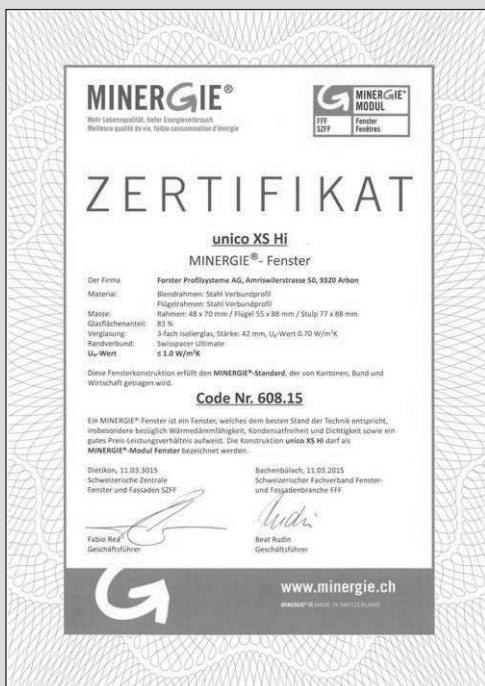 MINERGIE®
Mehr Lebensqualität, tiefer Energieverbrauch
Meilleure qualité de vie, faible consommation d'énergie
MINERGIE®
MODUL
FFF
SZFF
Fenster
Fenêtres
ZERTIFIKAT
unico XS Hi
MINERGIE®- Fenster
Der Firma Forster Profilsysteme AG, Amriswilerstrasse 50, 9320 Arbon
Material: Blendrahmen: Stahl Verbundprofil
Flügelrahmen: Stahl Verbundprofil
Masse: Rahmen: 48 x 70 mm / Flügel 55 x 88 mm / Stulp 77 x 88 mm
Glasflächenanteil: 83 %
Verglasung: 3-fach Isolierglas, Stärke: 42 mm, Ug-Wert 0.70 W/m²K
Randverbund: Swisspacer Ultimate
Uw-Wert ≤ 1.0 W/m²K
Diese Fensterkonstruktion erfüllt den MINERGIE®-Standard, der von Kantonen, Bund und
Wirtschaft getragen wird.
Code Nr. 608.15
Ein MINERGIE® Fenster ist ein Fenster, welches dem besten Stand der Technik entspricht,
insbesondere bezüglich Wärmedämmfähigkeit, Kondensatfreiheit und Dichtigkeit sowie ein
gutes Preis-Leistungsverhältnis aufweist. Die Konstruktion unico XS Hi darf als
MINERGIE®-Modul Fenster bezeichnet werden.
Dietikon, 11.03.3015
Schweizerische Zentrale
Fenster und Fassaden SZFF
Bachenbülach, 11.03.2015
Schweizerischer Fachverband Fenster-
und Fassadenbranche FFF
Fabio Rea
Geschäftsführer
Beat Rudin
Geschäftsführer
www.minergie.ch
MINERGIE® MADE IN SWITZERLAND